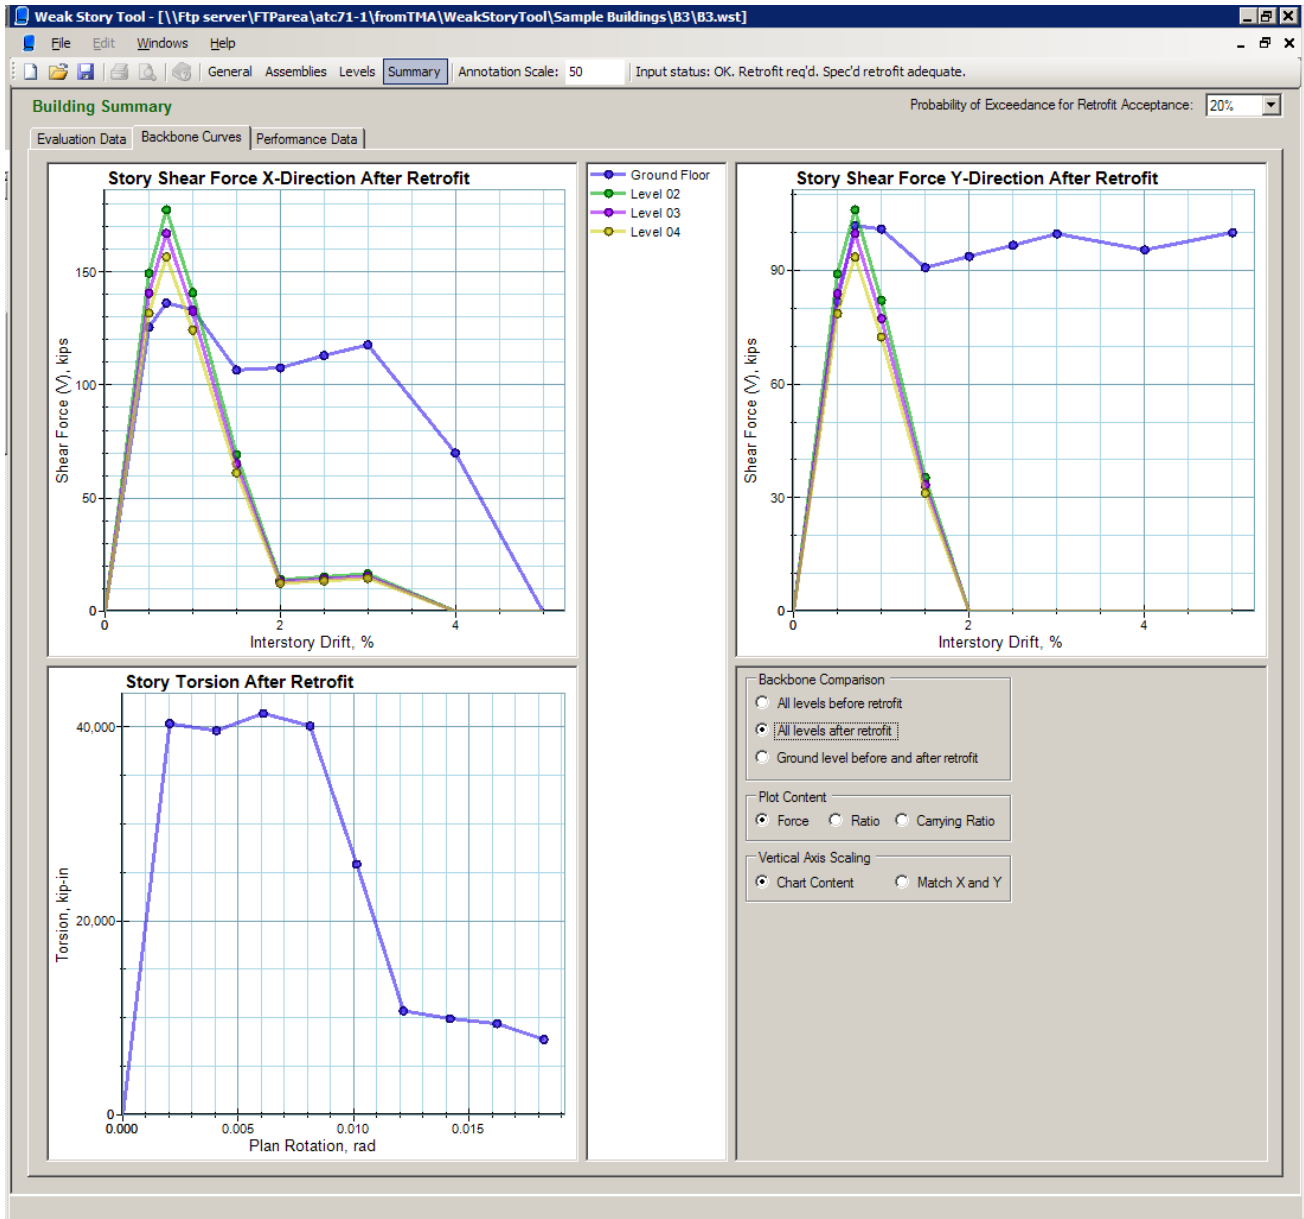 Weak Story Tool - [\\Ftp server\FTParea\atc71-1\fromTMA\WeakStoryTool\Sample Buildings\B3\B3.wst]
File Edit Windows Help
General Assemblies Levels Summary Annotation Scale: 50 Input status: OK. Retrofit req'd. Spec'd retrofit adequate.
Building Summary
Probability of Exceedance for Retrofit Acceptance: 20%
Evaluation Data Backbone Curves Performance Data
Story Shear Force X-Direction After Retrofit
150
100
50
0
Shear Force (V), kips
0 2 4
Interstory Drift, %
Ground Floor
Level 02
Level 03
Level 04
Story Shear Force Y-Direction After Retrofit
90
60
30
0
Shear Force (V), kips
0 2 4
Interstory Drift, %
Story Torsion After Retrofit
40,000
20,000
0
Torsion, kip-in
0.000 0.005 0.010 0.015
Plan Rotation, rad
Backbone Comparison
All levels before retrofit
All levels after retrofit
Ground level before and after retrofit
Plot Content
Force Ratio Carrying Ratio
Vertical Axis Scaling
Chart Content Match X and Y